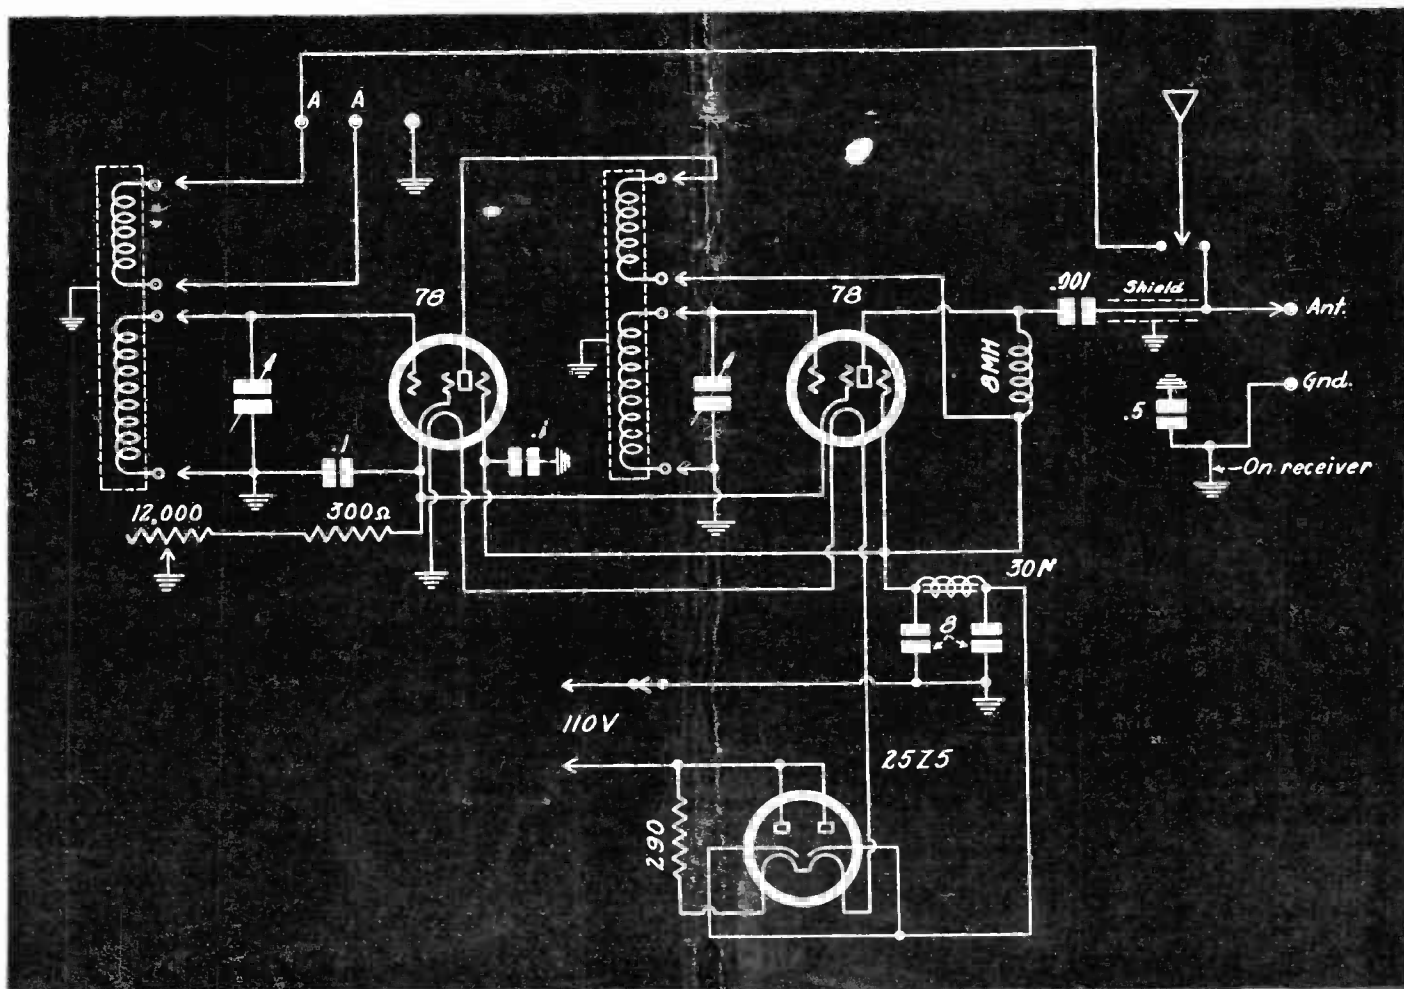 A A
78
78
.001
Shield
Ant.
8MH
Gnd.
.5
.1
.1
On receiver
12,000
300Ω
30H
8
110V
25Z5
290